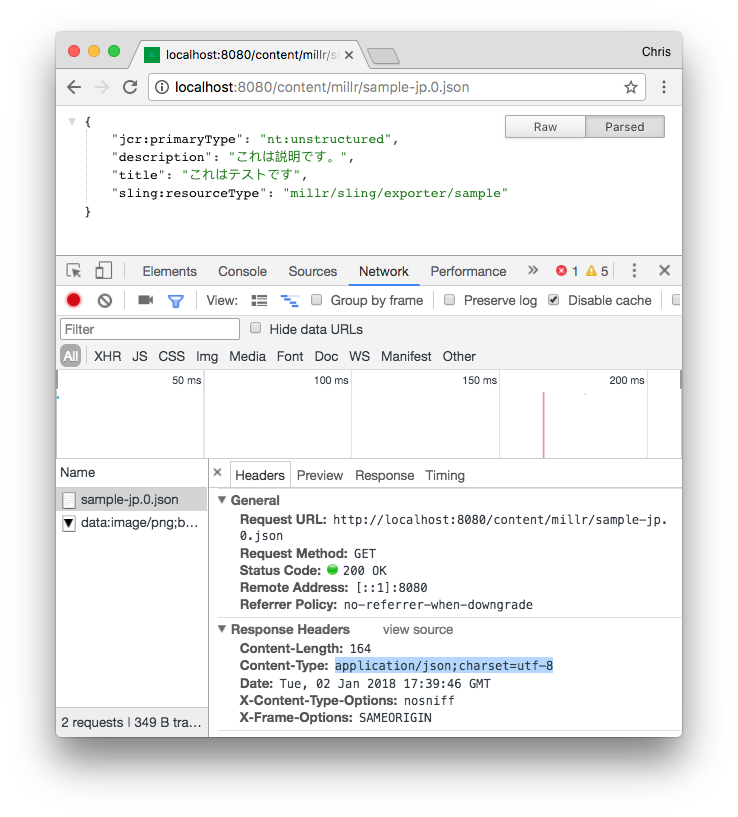 localhost:8080/content/millr/sa
Chris
localhost:8080/content/millr/sample-jp.0.json
Raw Parsed
{
"jcr:primaryType": "nt:unstructured",
"description": "これは説明です。",
"title": "これはテストです",
"sling:resourceType": "millr/sling/exporter/sample"
}
Elements Console Sources Network Performance » 1 5
View: Group by frame Preserve log Disable cache
Filter Hide data URLs
All XHR JS CSS Img Media Font Doc WS Manifest Other
50 ms 100 ms 150 ms 200 ms
Name
sample-jp.0.json
data:image/png;b...
2 requests | 349 B tra...
Headers Preview Response Timing
General
Request URL: http://localhost:8080/content/millr/sample-jp.
0.json
Request Method: GET
Status Code: 200 OK
Remote Address: [::1]:8080
Referrer Policy: no-referrer-when-downgrade
Response Headers view source
Content-Length: 164
Content-Type: application/json;charset=utf-8
Date: Tue, 02 Jan 2018 17:39:46 GMT
X-Content-Type-Options: nosniff
X-Frame-Options: SAMEORIGIN